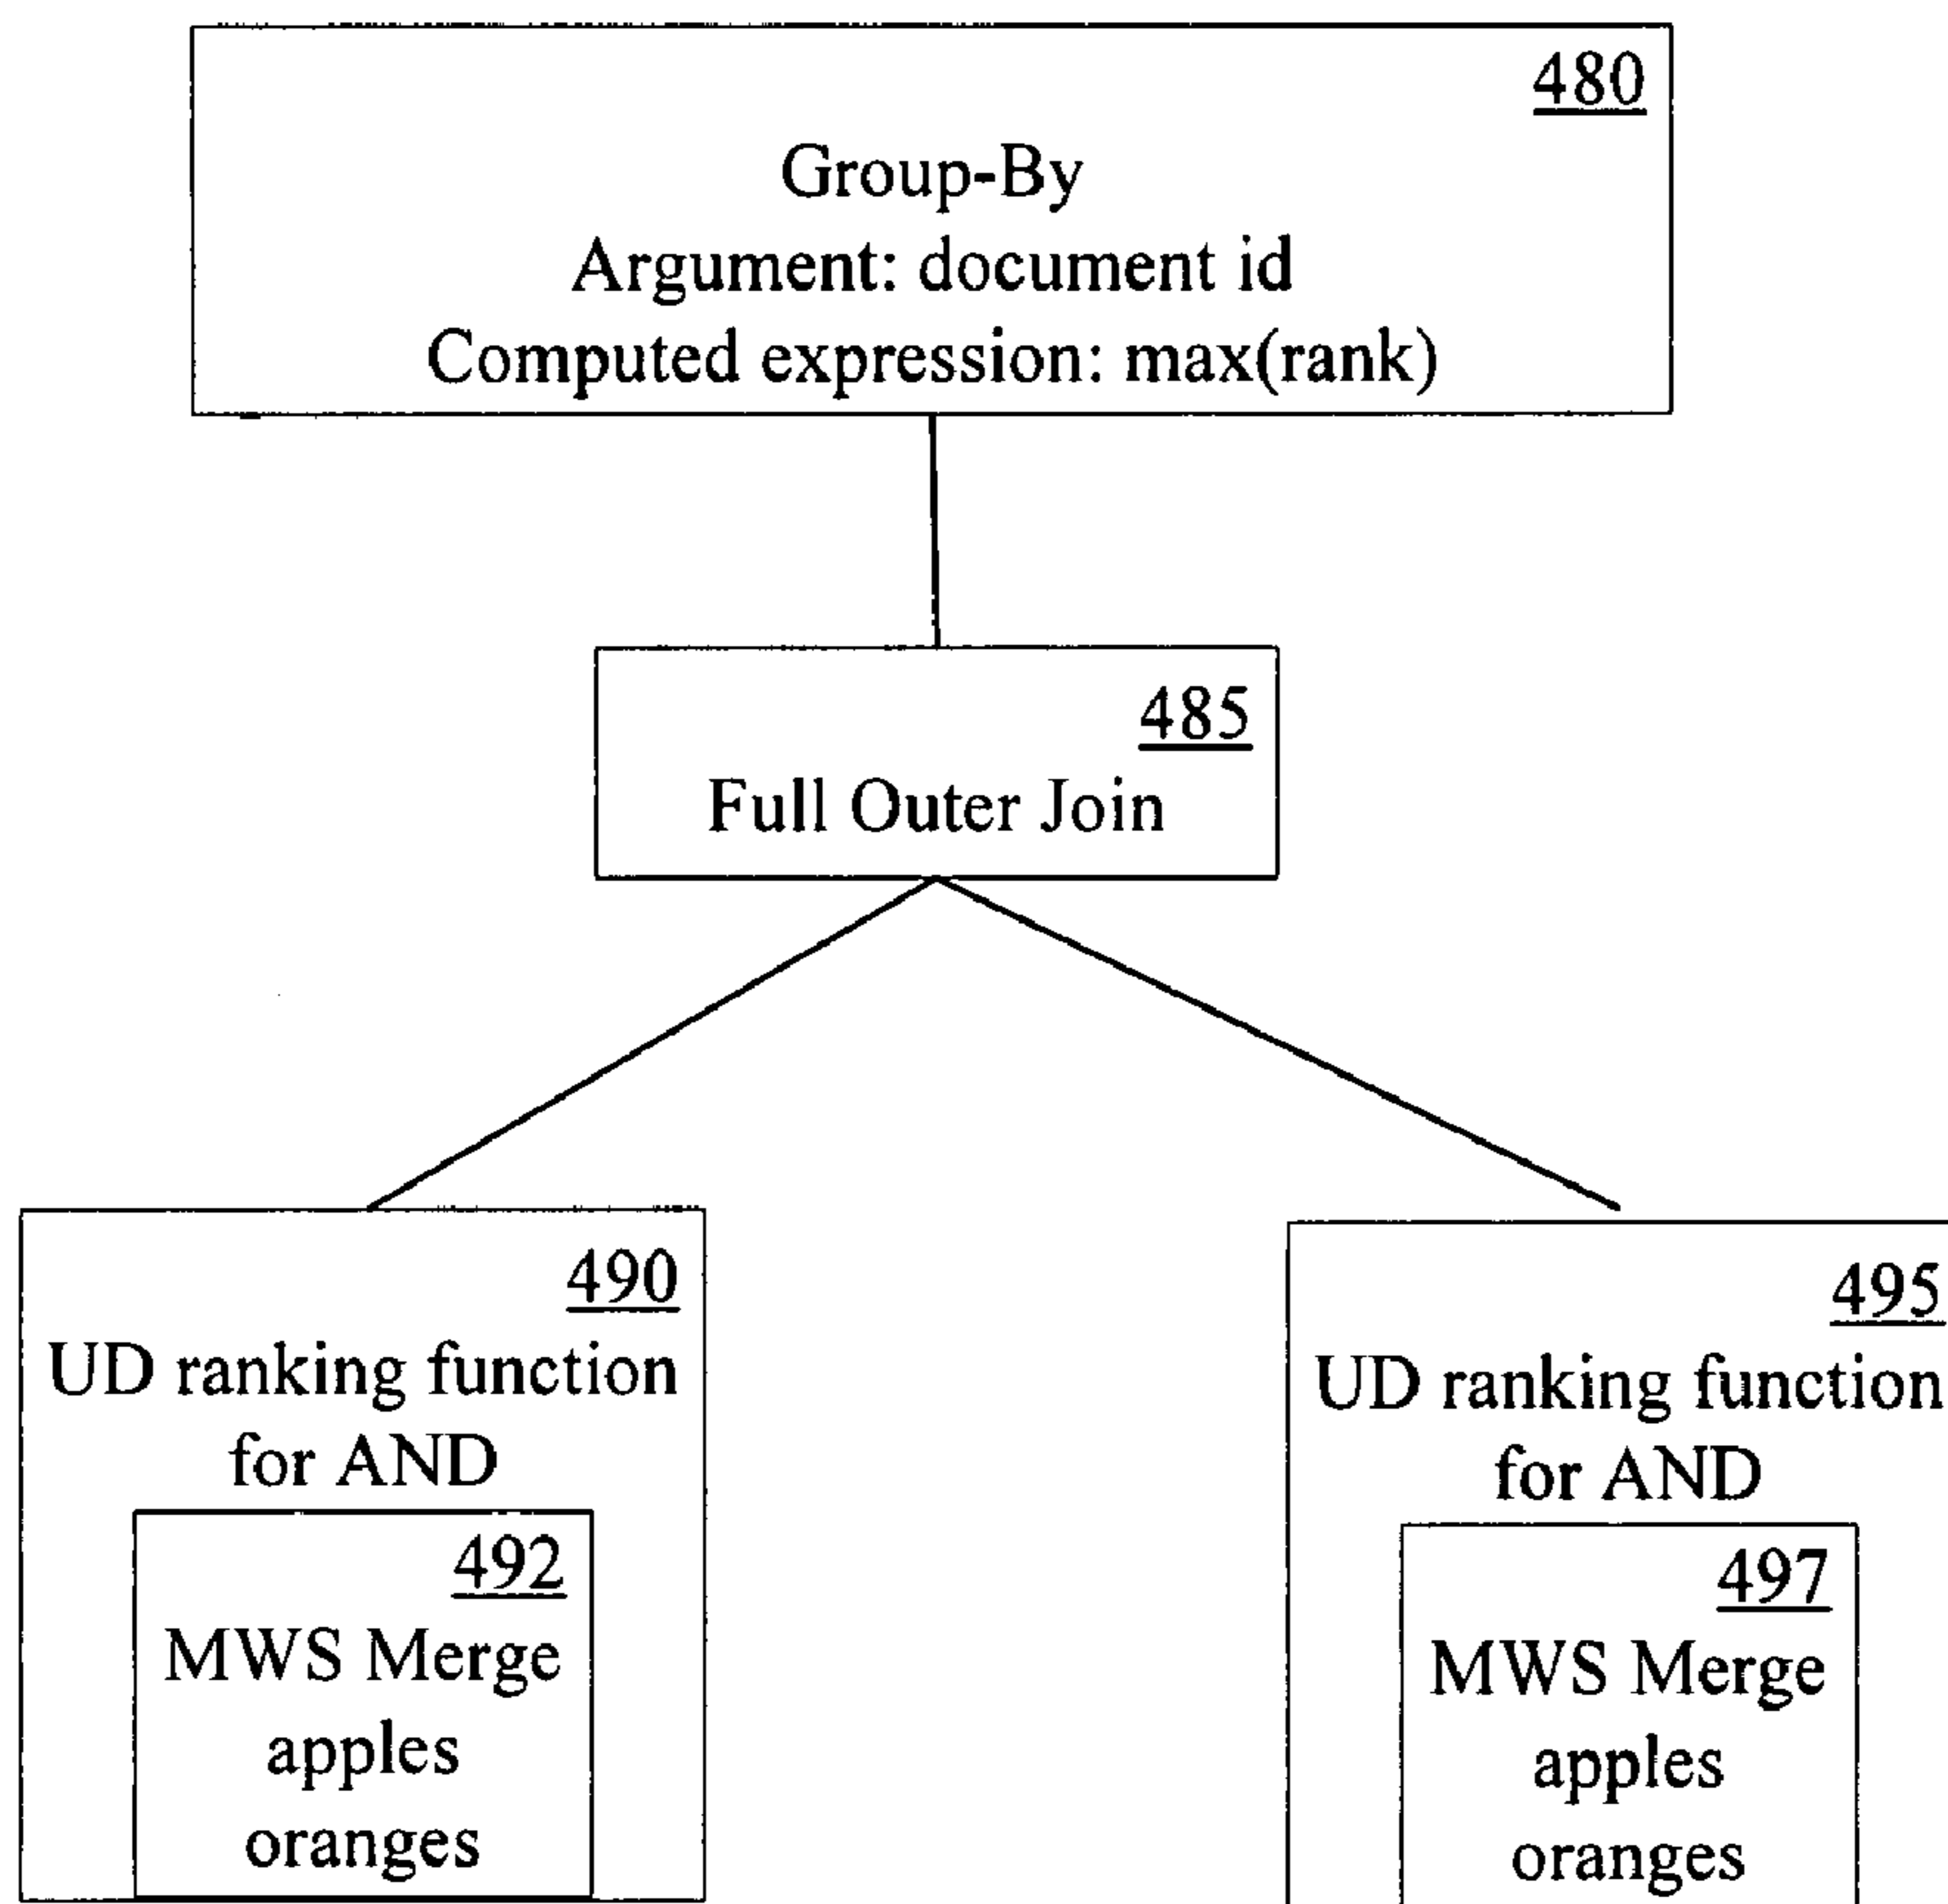 480
Group-By
Argument: document id
Computed expression: max(rank)
485
Full Outer Join
490
UD ranking function
for AND
492
MWS Merge
apples
oranges
495
UD ranking function
for AND
497
MWS Merge
apples
oranges